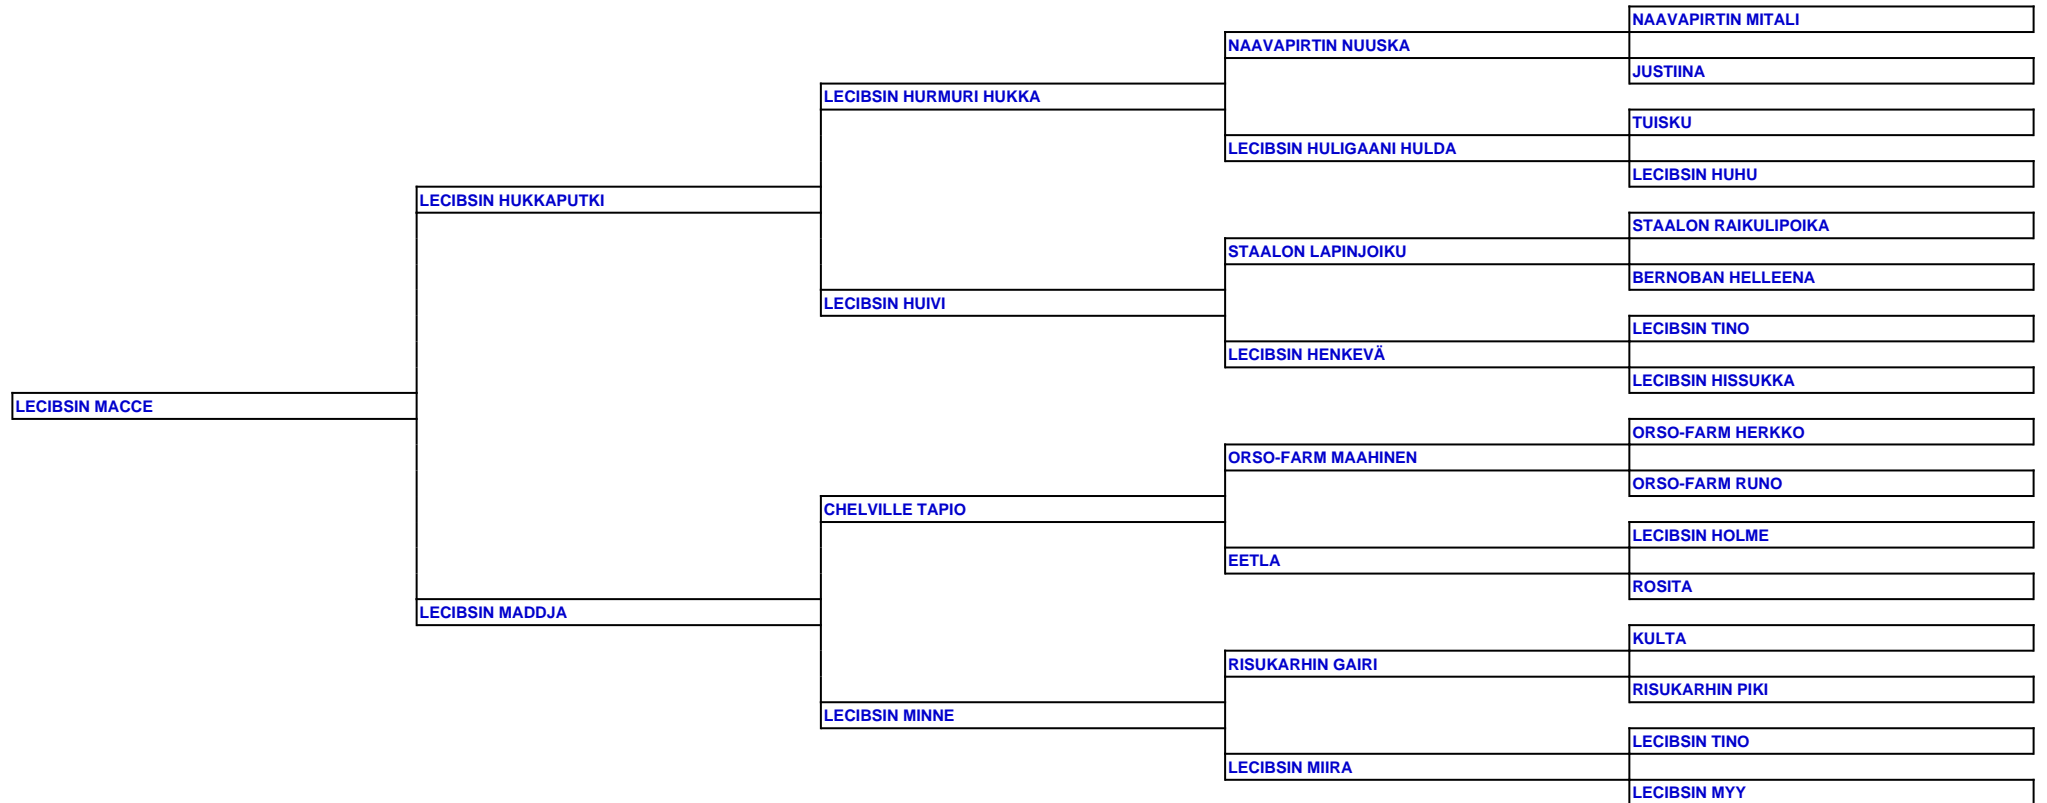 NAAVAPIRTIN MITALI
NAAVAPIRTIN NUUSKA
JUSTIINA
LECIBSIN HURMURI HUKKA
TUISKU
LECIBSIN HULIGAANI HULDA
LECIBSIN HUHU
LECIBSIN HUKKAPUTKI
STAALON RAIKULIPOIKA
STAALON LAPINJOIKU
BERNOBAN HELLEENA
LECIBSIN HUIVI
LECIBSIN TINO
LECIBSIN HENKEVÄ
LECIBSIN HISSUKKA
LECIBSIN MACCE
ORSO-FARM HERKKO
ORSO-FARM MAAHINEN
ORSO-FARM RUNO
CHELVILLE TAPIO
LECIBSIN HOLME
EETLA
ROSITA
LECIBSIN MADDJA
KULTA
RISUKARHIN GAIRI
RISUKARHIN PIKI
LECIBSIN MINNE
LECIBSIN TINO
LECIBSIN MIIRA
LECIBSIN MYY